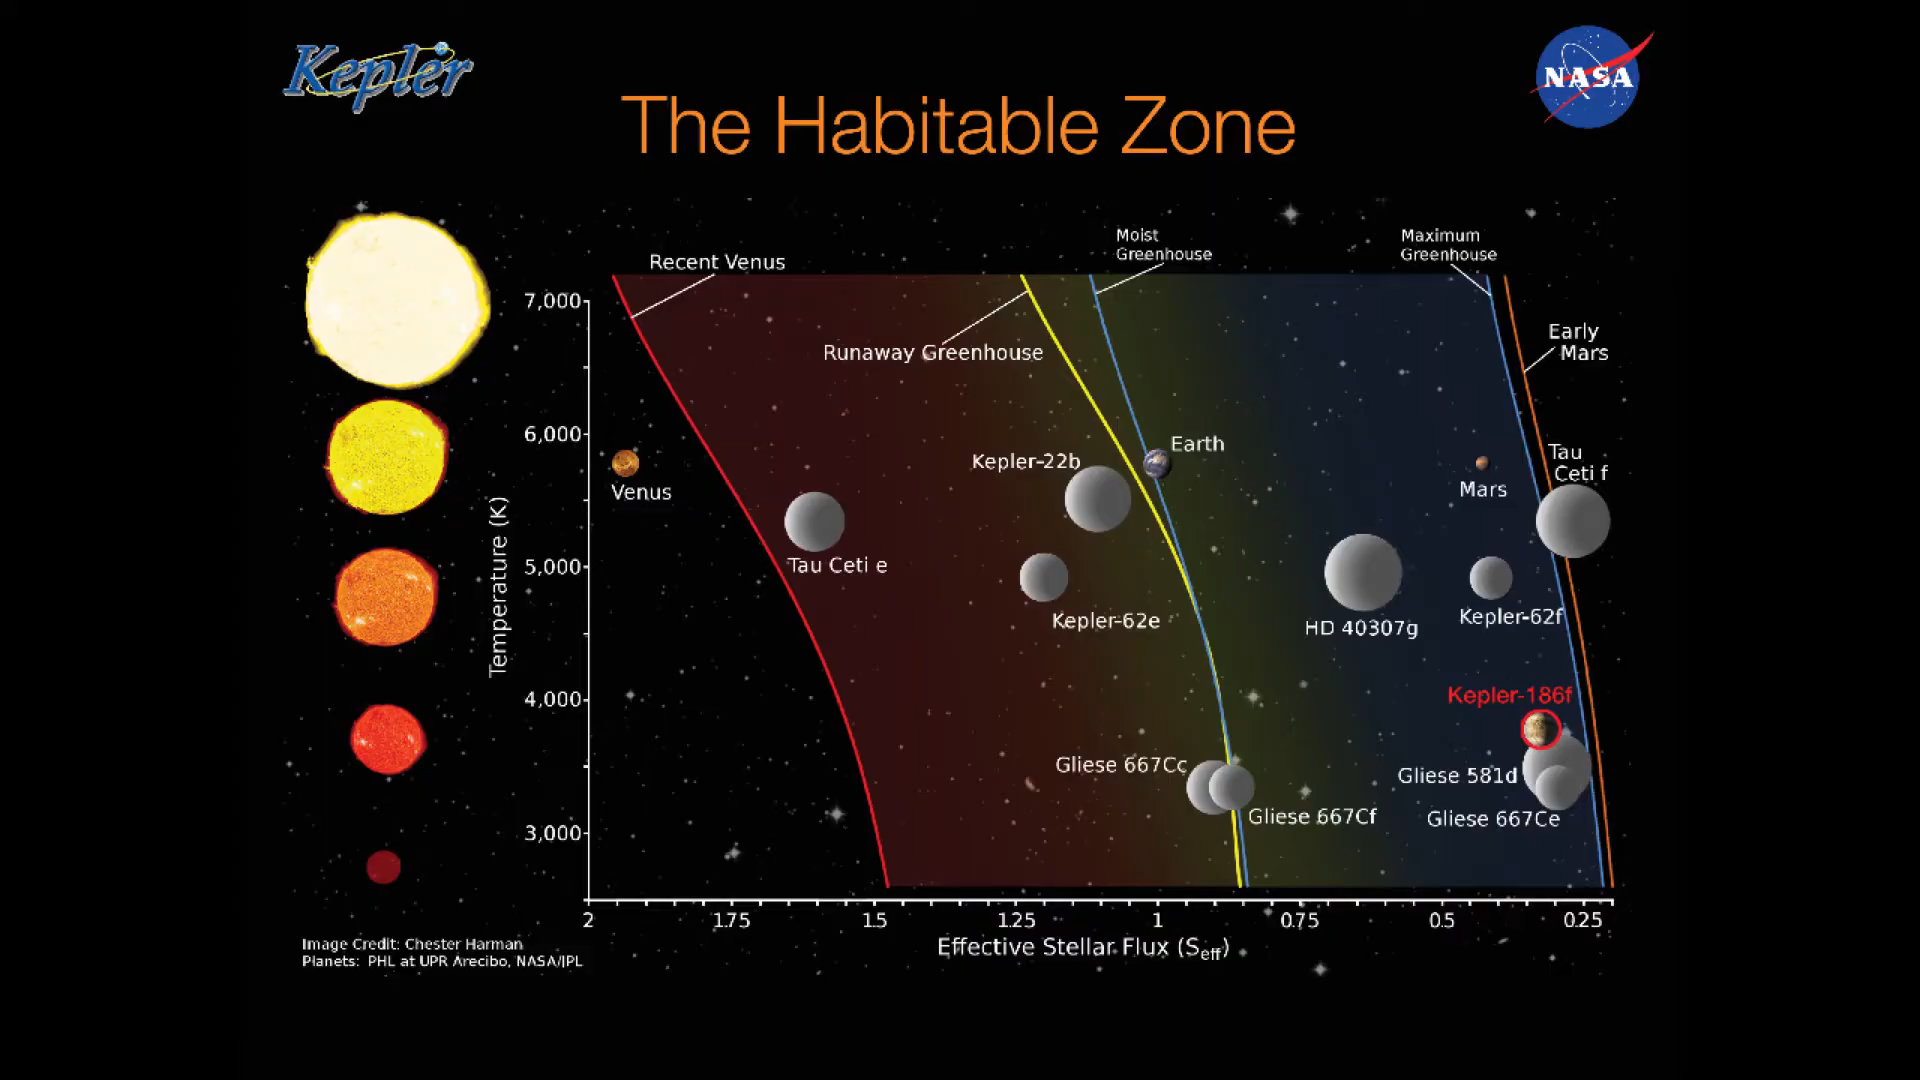 Kepler
NASA
The Habitable Zone
Recent Venus
Moist
Greenhouse
Maximum
Greenhouse
Runaway Greenhouse
Early
Mars
7,000
6,000
5,000
4,000
3,000
Temperature (K)
Venus
Tau Ceti e
Kepler-22b
Earth
Kepler-62e
Mars
Tau
Ceti f
HD 40307g
Kepler-62f
Kepler-186f
Gliese 667Cc
Gliese 667Cf
Gliese 581d
Gliese 667Ce
2 1.75 1.5 1.25 1 0.75 0.5 0.25
Effective Stellar Flux (Seff)
Image Credit: Chester Harman
Planets: PHL at UPR Arecibo, NASA/JPL